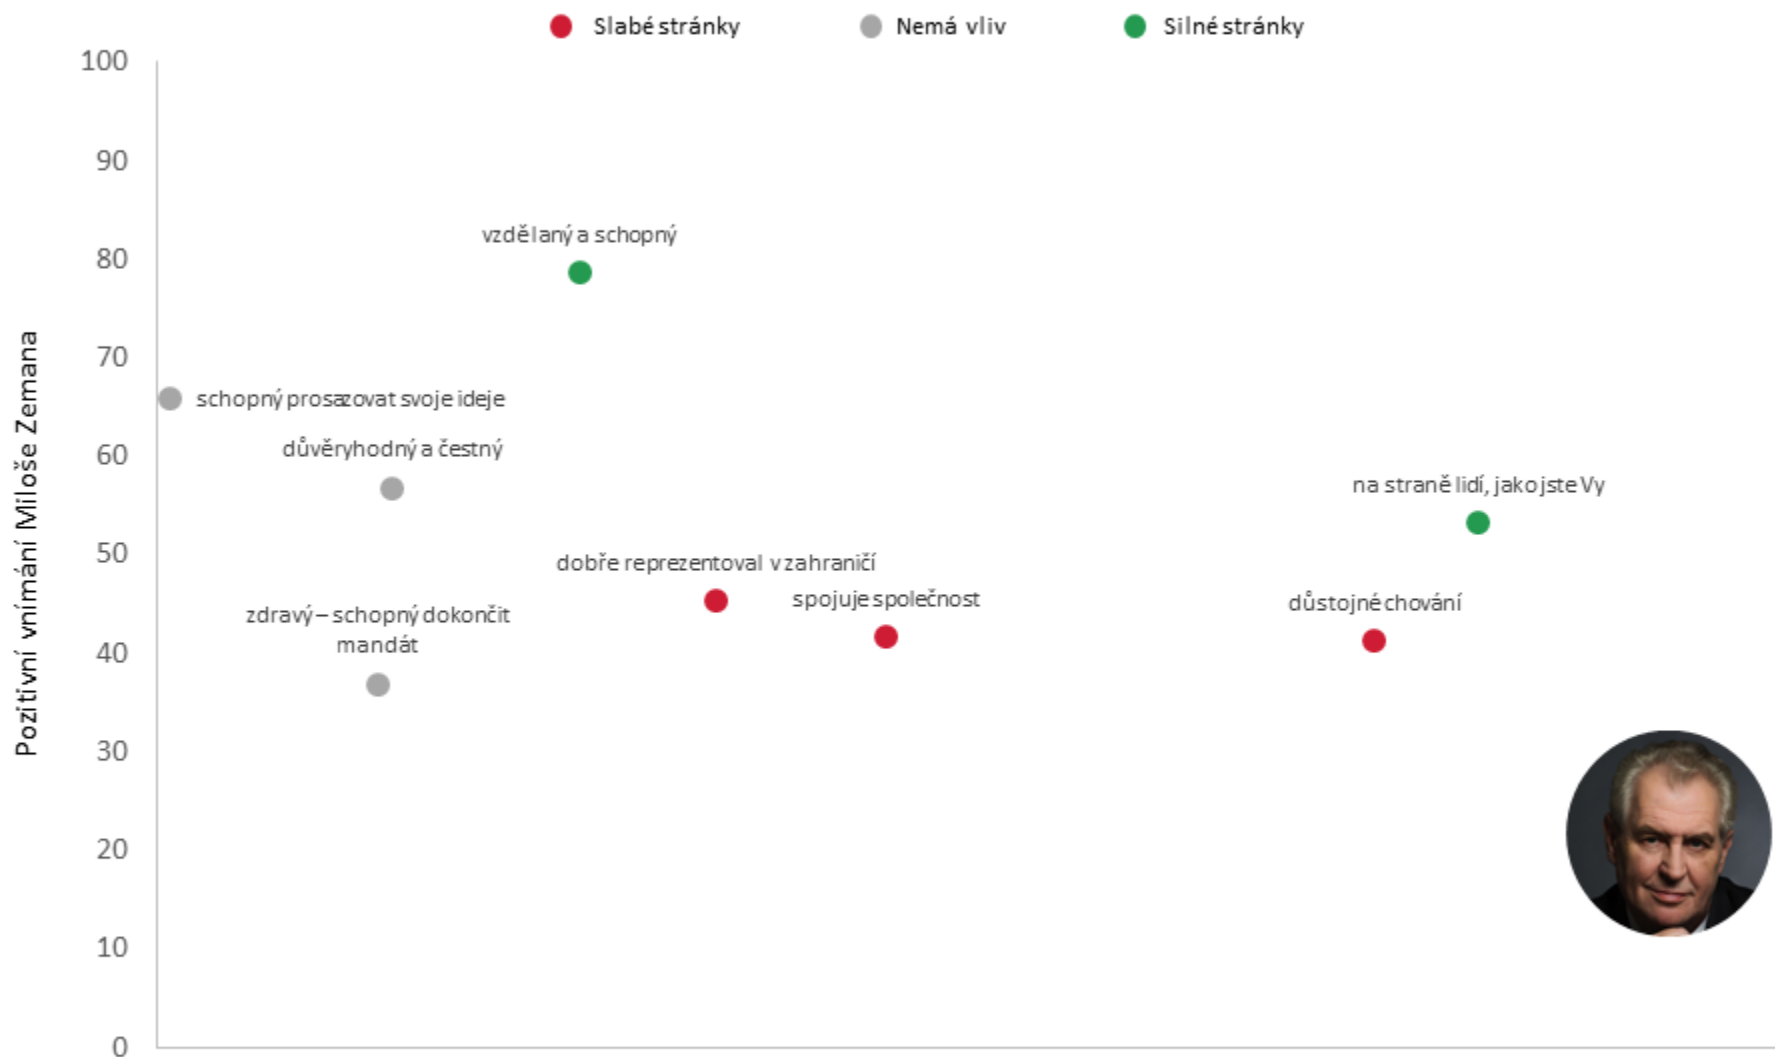 Slabé stránky
Nemá vliv
Silné stránky
100
90
80
70
60
50
40
30
20
10
0
Pozitivní vnímání Miloše Zemana
vzdělaný a schopný
schopný prosazovat svoje ideje
důvěryhodný a čestný
na straně lidí, jako jste Vy
dobře reprezentoval v zahraničí
spojuje společnost
důstojné chování
zdravý – schopný dokončit
mandát